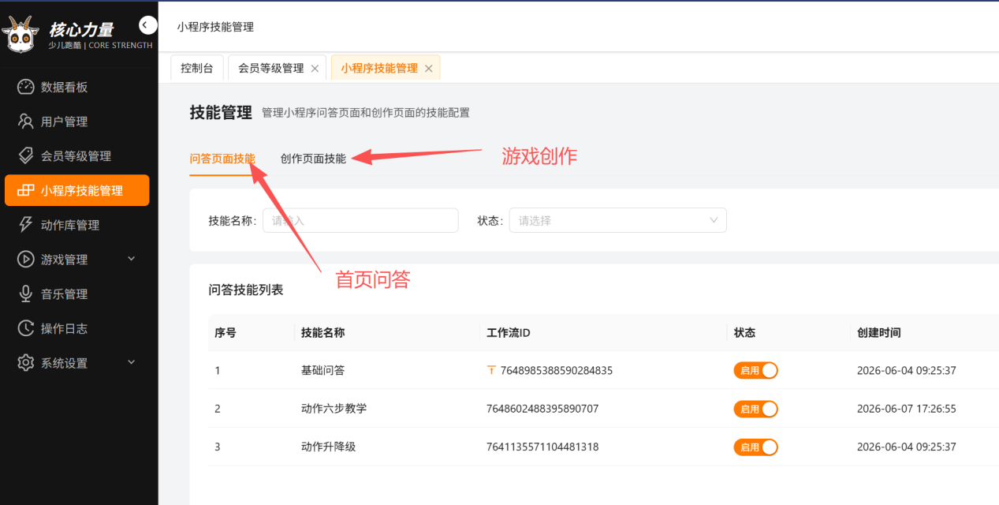 核心力量
少儿跑酷 | CORE STRENGTH
小程序技能管理
控制台 会员等级管理 小程序技能管理
数据看板
用户管理
会员等级管理
小程序技能管理
动作库管理
游戏管理
音乐管理
操作日志
系统设置
技能管理 管理小程序问答页面和创作页面的技能配置
问答页面技能 创作页面技能 游戏创作
技能名称: 请输入 状态: 请选择
首页问答
问答技能列表
序号 技能名称 工作流ID 状态 创建时间
1 基础问答 7648985388590284835 启用 2026-06-04 09:25:37
2 动作六步教学 7648602488395890707 启用 2026-06-07 17:26:55
3 动作升降级 7641135571104481318 启用 2026-06-04 09:25:37